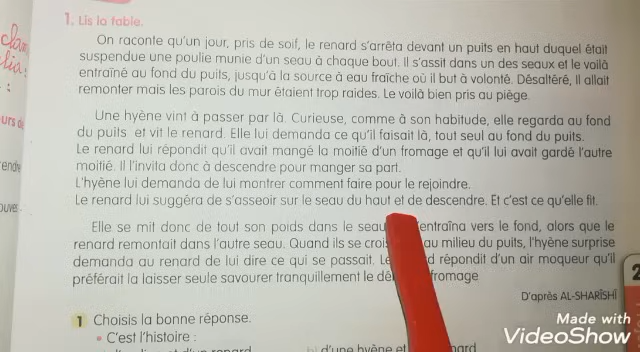 1. Lis la fable.
On raconte qu'un jour, pris de soif, le renard s'arrêta devant un puits en haut duquel était
suspendue une poulie munie d'un seau à chaque bout. Il s'assit dans un des seaux et le voilà
entraîné au fond du puits, jusqu'à la source à eau fraîche où il but à volonté. Désaltéré, Il allait
remonter mais les parois du mur étaient trop raides. Le voilà bien pris au piège.
Une hyène vint à passer par là. Curieuse, comme à son habitude, elle regarda au fond
du puits et vit le renard. Elle lui demanda ce qu'il faisait là, tout seul au fond du puits.
Le renard lui répondit qu'il avait mangé la moitié d'un fromage et qu'il lui avait gardé l'autre
moitié. Il l'invita donc à descendre pour manger sa part.
L'hyène lui demanda de lui montrer comment faire pour le rejoindre.
Le renard lui suggéra de s'asseoir sur le seau du haut et de descendre. Et c'est ce qu'elle fit.
Elle se mit donc de tout son poids dans le seau entraîna vers le fond, alors que le
renard remontait dans l'autre seau. Quand ils se au milieu du puits, l'hyène surprise
demanda au renard de lui dire ce qui se passait. répondit d'un air moqueur qu'il
préférait la laisser seule savourer tranquillement le fromage
D'après AL-SHARÎSHÎ
1 Choisis la bonne réponse.
• C'est l'histoire :
d'une hyène et
2
Made with
VideoShow